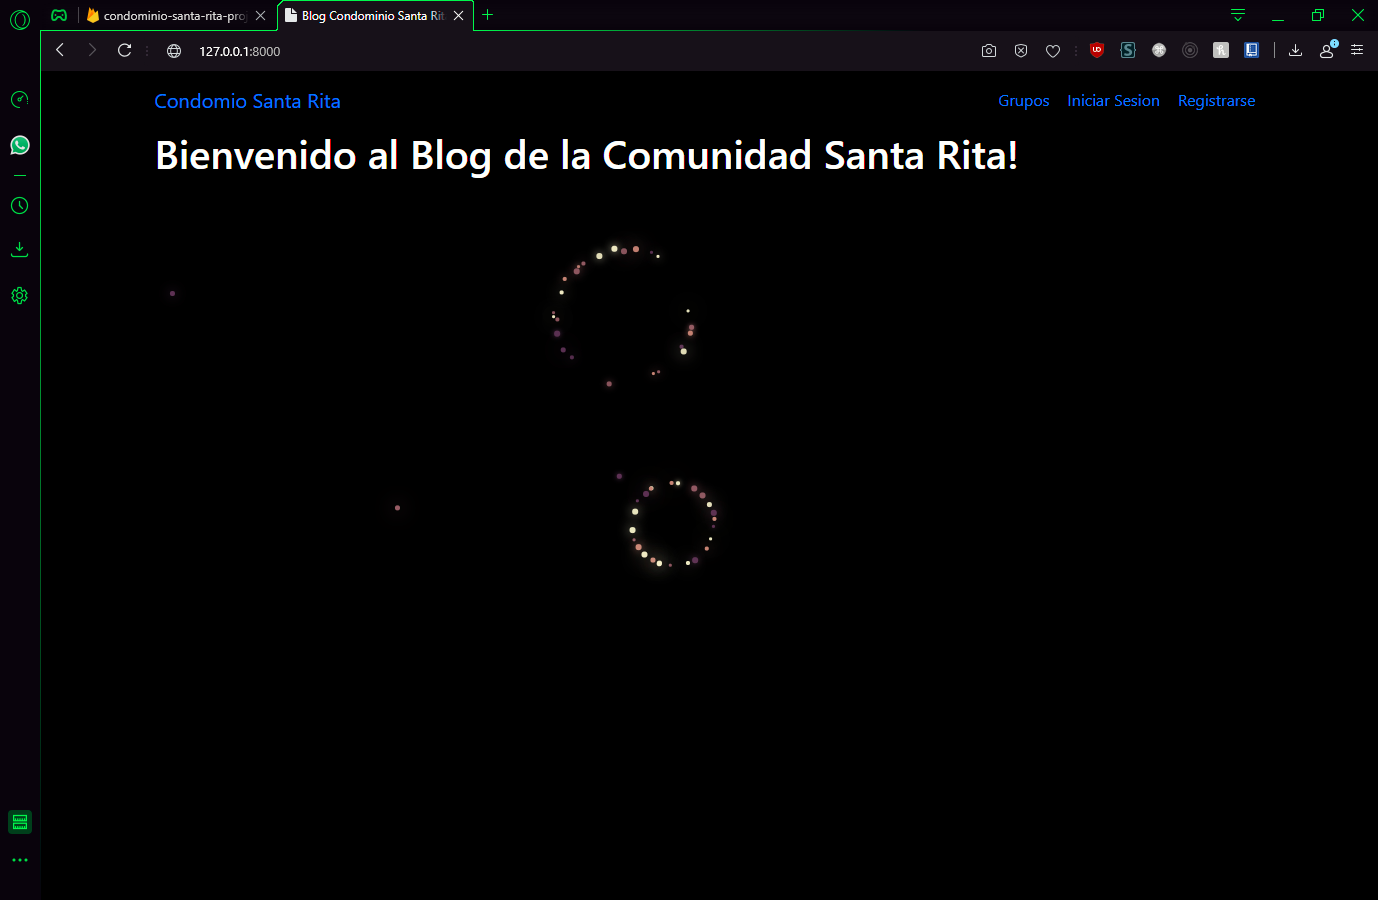 condominio-santa-rita-proj
Blog Condominio Santa Rit
127.0.0.1:8000
Condomio Santa Rita
Grupos
Iniciar Sesion
Registrarse
Bienvenido al Blog de la Comunidad Santa Rita!